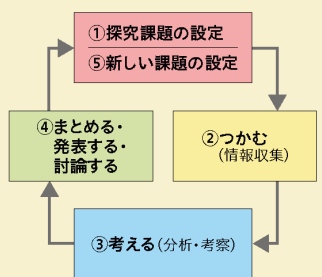 ①探究課題の設定
⑤新しい課題の設定
②つかむ
（情報収集）
③考える（分析・考察）
④まとめる・
発表する・
討論する